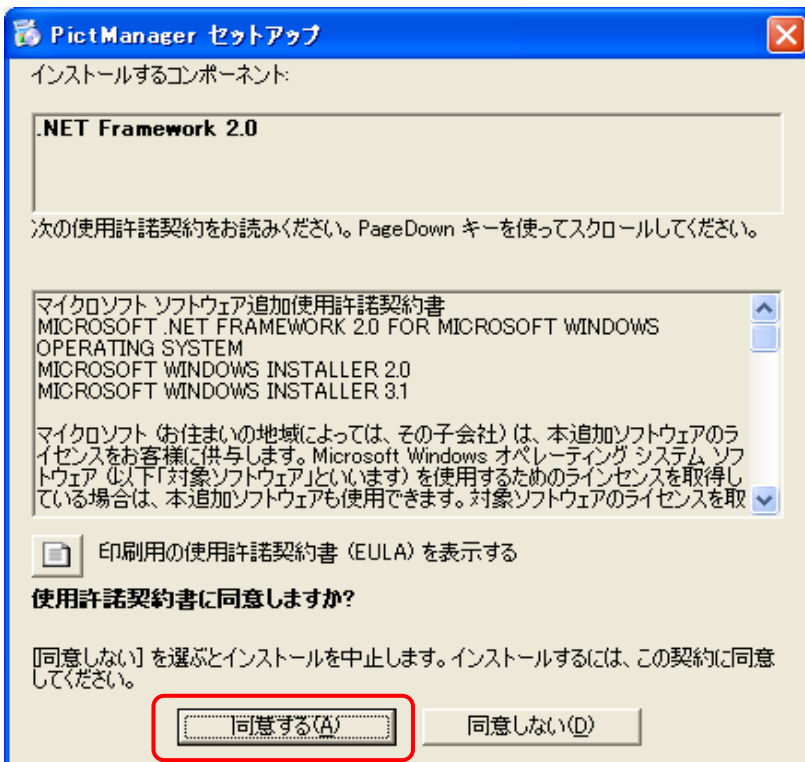 PictManager セットアップ
インストールするコンポーネント:
.NET Framework 2.0
次の使用許諾契約をお読みください。PageDown キーを使ってスクロールしてください。
マイクロソフト ソフトウェア追加使用許諾契約書
MICROSOFT .NET FRAMEWORK 2.0 FOR MICROSOFT WINDOWS
OPERATING SYSTEM
MICROSOFT WINDOWS INSTALLER 2.0
MICROSOFT WINDOWS INSTALLER 3.1
マイクロソフト (お住まいの地域によっては、その子会社) は、本追加ソフトウェアのラ
イセンスをお客様に供与します。Microsoft Windows オペレーティング システム ソフ
トウェア (以下「対象ソフトウェア」といいます) を使用するためのラインセンスを取得し
ている場合は、本追加ソフトウェアも使用できます。対象ソフトウェアのライセンスを取
印刷用の使用許諾契約書 (EULA) を表示する
使用許諾契約書に同意しますか?
[同意しない] を選ぶとインストールを中止します。インストールするには、この契約に同意
してください。
同意する(A)
同意しない(D)